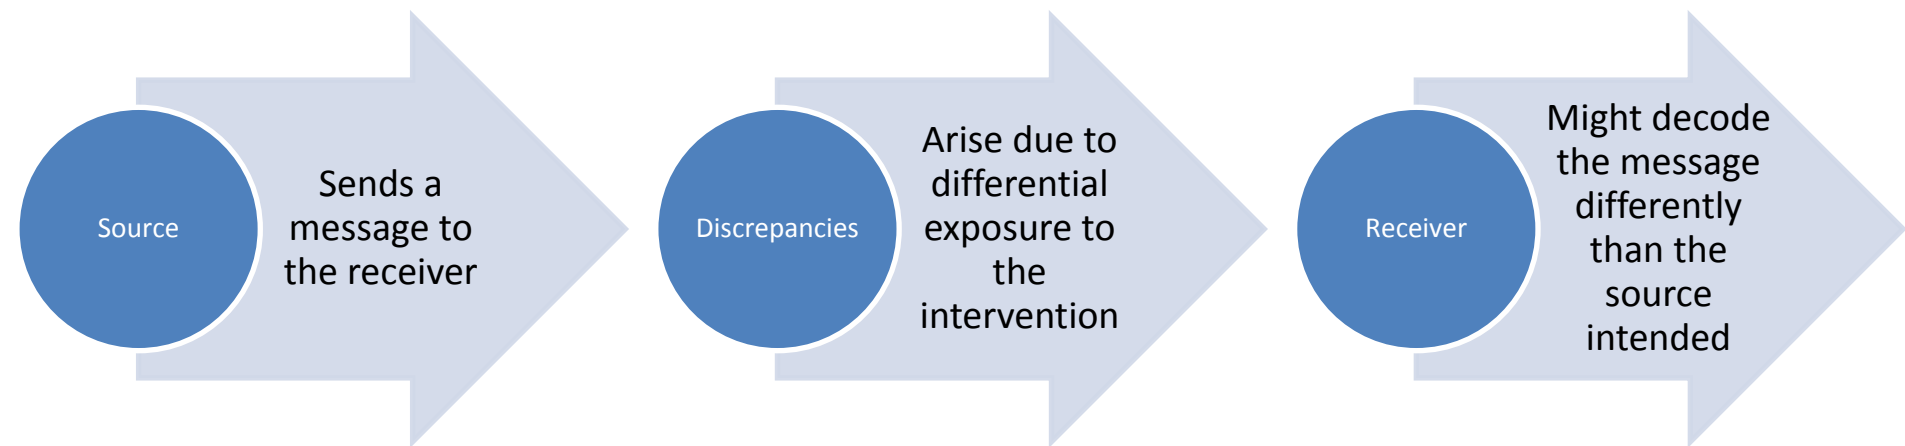 Source
Sends a
message to
the receiver
Discrepancies
Arise due to
differential
exposure to
the
intervention
Receiver
Might decode
the message
differently
than the
source
intended